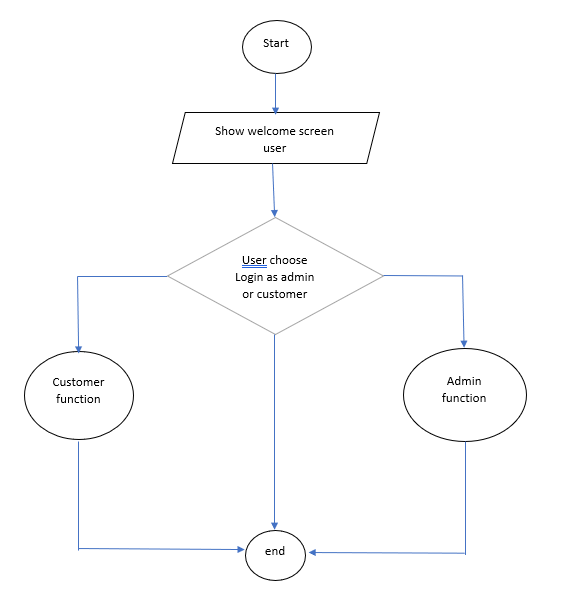 Start
Show welcome screen
user
User choose
Login as admin
or customer
Customer
function
Admin
function
end